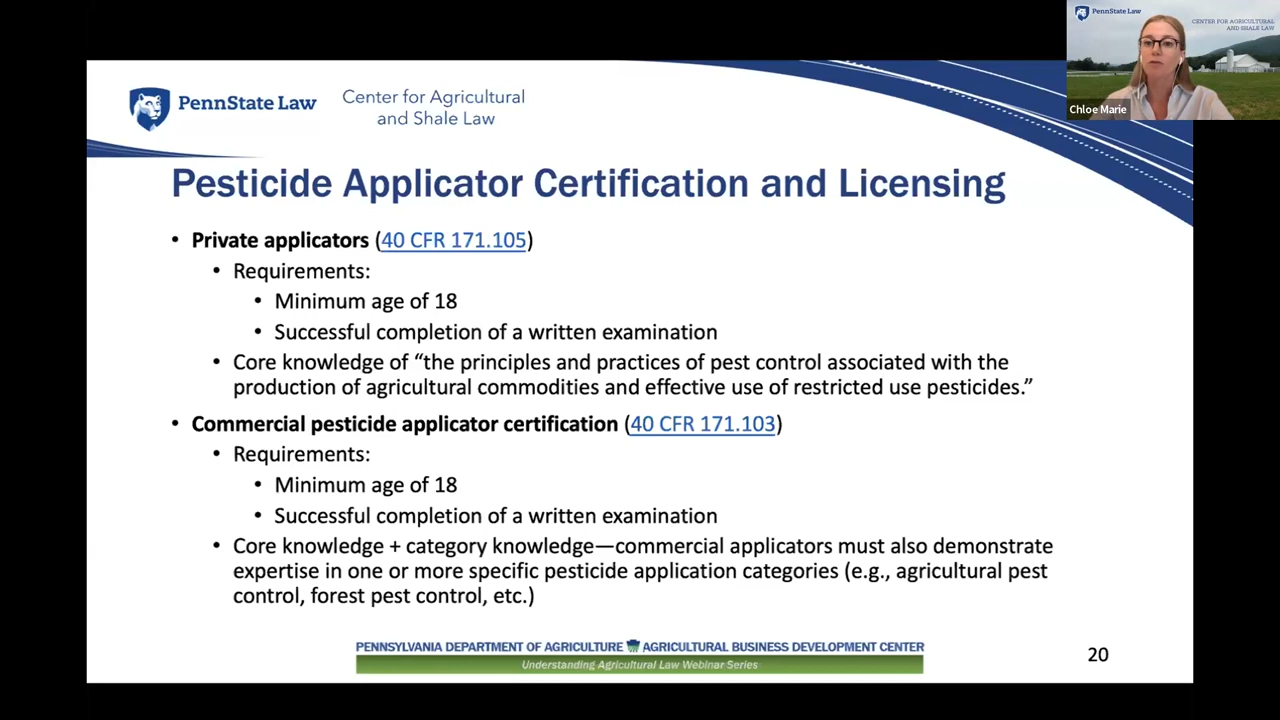 PennState Law
CENTER FOR AGRICULTURAL
AND SHALE LAW
Chloe Marie
PennState Law
Center for Agricultural
and Shale Law
Pesticide Applicator Certification and Licensing
• Private applicators (40 CFR 171.105)
• Requirements:
• Minimum age of 18
• Successful completion of a written examination
• Core knowledge of “the principles and practices of pest control associated with the
production of agricultural commodities and effective use of restricted use pesticides.”
• Commercial pesticide applicator certification (40 CFR 171.103)
• Requirements:
• Minimum age of 18
• Successful completion of a written examination
• Core knowledge + category knowledge—commercial applicators must also demonstrate
expertise in one or more specific pesticide application categories (e.g., agricultural pest
control, forest pest control, etc.)
PENNSYLVANIA DEPARTMENT OF AGRICULTURE AGRICULTURAL BUSINESS DEVELOPMENT CENTER
Understanding Agricultural Law Webinar Series
20